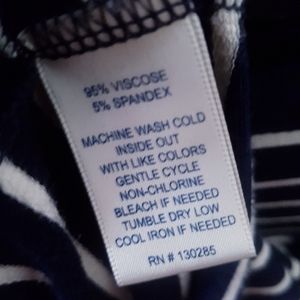 95% VISCOSE
5% SPANDEX
MACHINE WASH COLD
INSIDE OUT
WITH LIKE COLORS
GENTLE CYCLE
NON-CHLORINE
BLEACH IF NEEDED
TUMBLE DRY LOW
COOL IRON IF NEEDED
RN # 130285